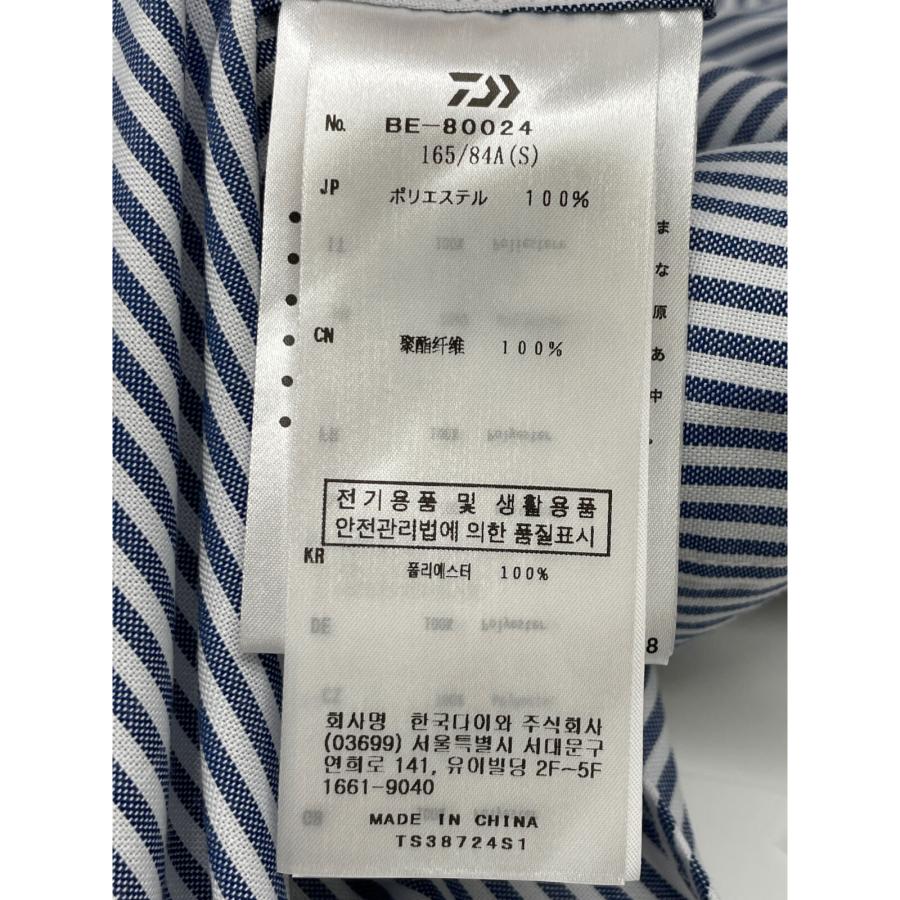 No. BE-80024
165/84A(S)
JP ポリエステル 100%
CN 聚酯纤维 100%
전기용품 및 생활용품
안전관리법에 의한 품질표시
KR 폴리에스터 100%
회사명 한국다이와 주식회사
(03699) 서울특별시 서대문구
연희로 141, 유이빌딩 2F~5F
1661-9040
MADE IN CHINA
TS38724S1
ま
な
原
あ
中
8